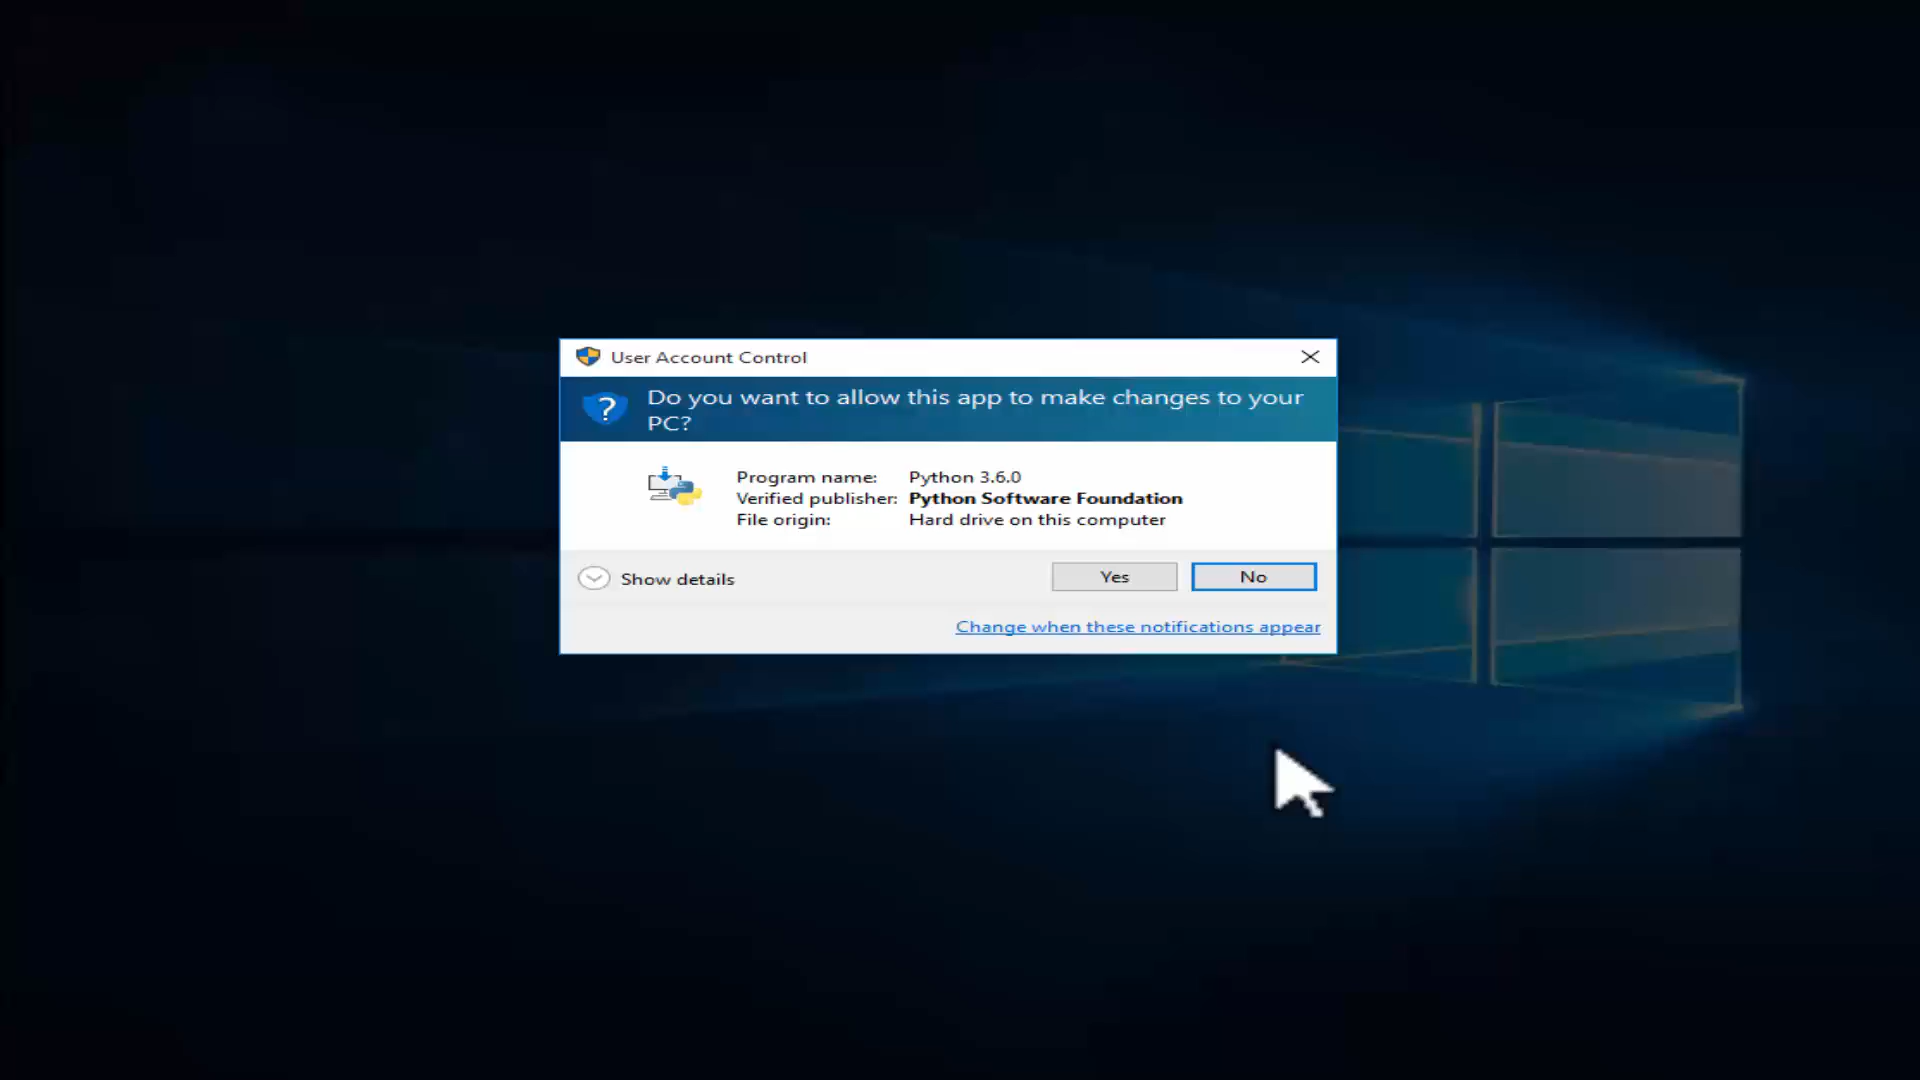 User Account Control
Do you want to allow this app to make changes to your
PC?
Program name: Python 3.6.0
Verified publisher: Python Software Foundation
File origin: Hard drive on this computer
Show details
Yes
No
Change when these notifications appear